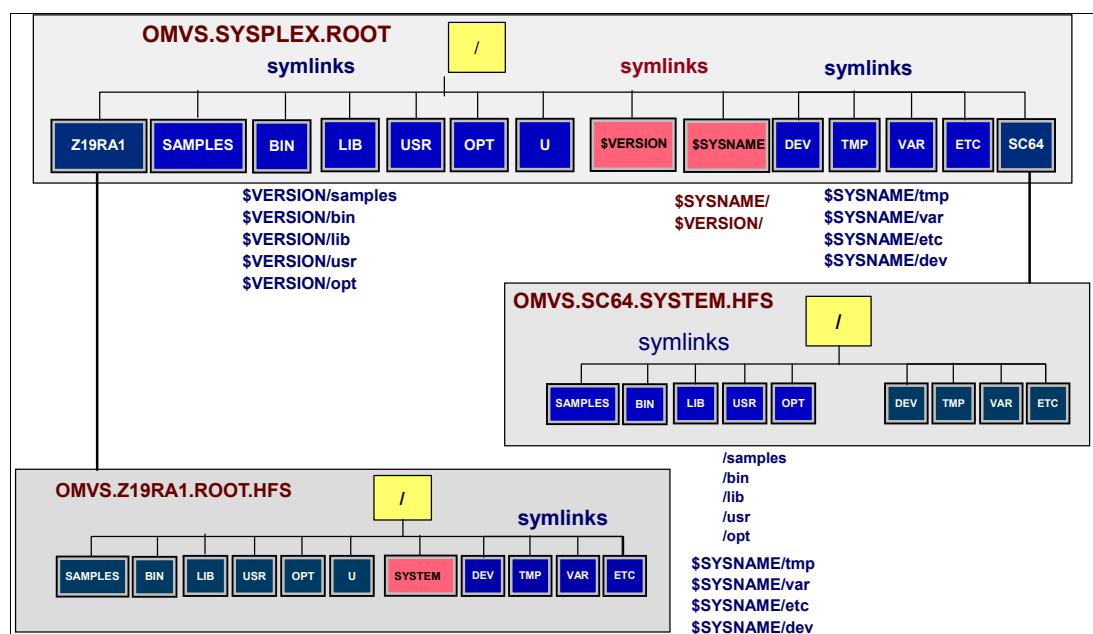 OMVS.SYSPLEX.ROOT
/
symlinks
symlinks
symlinks
Z19RA1
SAMPLES
BIN
LIB
USR
OPT
U
$VERSION
$SYSNAME
DEV
TMP
VAR
ETC
SC64
$VERSION/samples
$VERSION/bin
$VERSION/lib
$VERSION/usr
$VERSION/opt
$SYSNAME/
$VERSION/
$SYSNAME/tmp
$SYSNAME/var
$SYSNAME/etc
$SYSNAME/dev
OMVS.SC64.SYSTEM.HFS
/
symlinks
SAMPLES
BIN
LIB
USR
OPT
DEV
TMP
VAR
ETC
/samples
/bin
/lib
/usr
/opt
OMVS.Z19RA1.ROOT.HFS
/
symlinks
SAMPLES
BIN
LIB
USR
OPT
U
SYSTEM
DEV
TMP
VAR
ETC
$SYSNAME/tmp
$SYSNAME/var
$SYSNAME/etc
$SYSNAME/dev